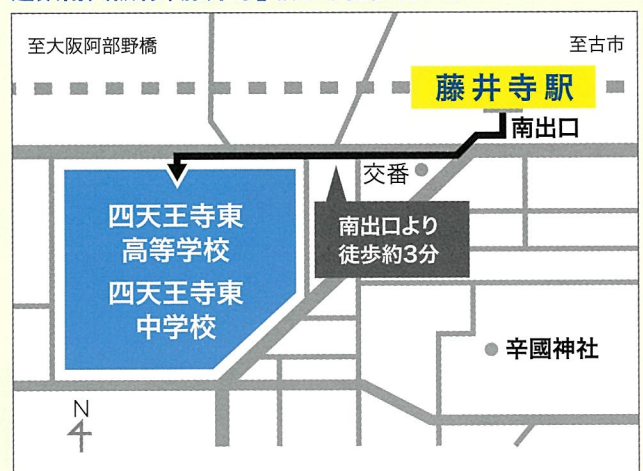 至大阪阿部野橋
至古市
藤井寺駅
南出口
交番
南出口より
徒歩約3分
四天王寺東
高等学校
四天王寺東
中学校
辛國神社
N